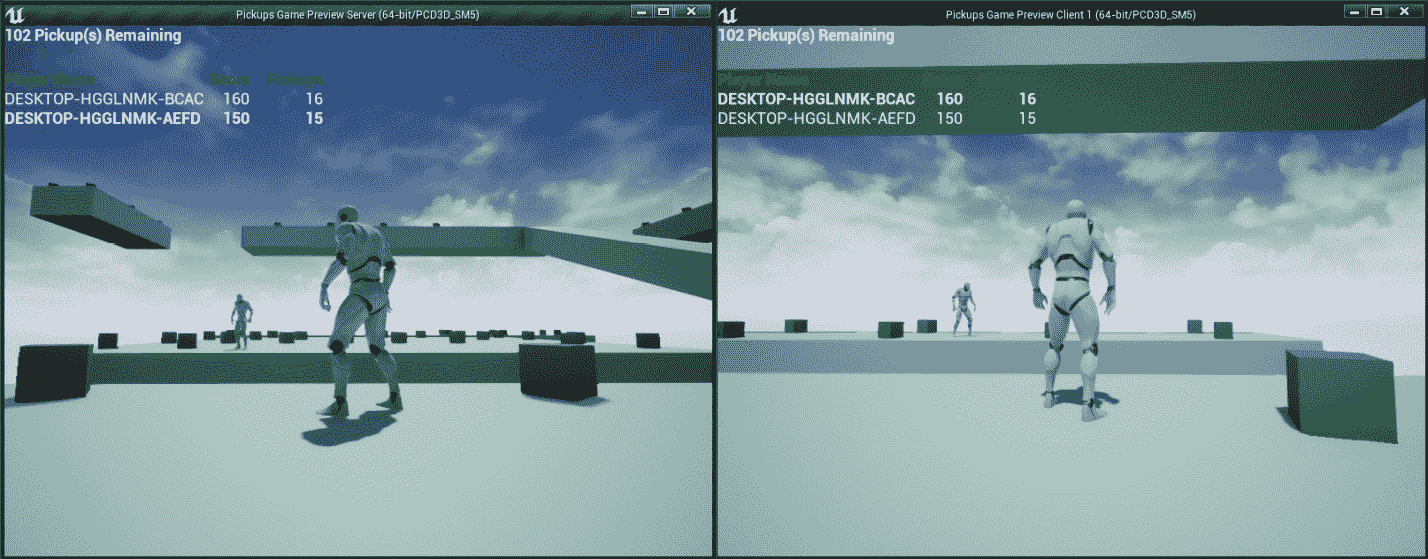 Pickups Game Preview Server (64-bit/PCD3D_SM5)
102 Pickup(s) Remaining
Player Name Score Pickups
DESKTOP-HGGLNMK-BCAC 160 16
DESKTOP-HGGLNMK-AEFD 150 15
Pickups Game Preview Client 1 (64-bit/PCD3D_SM5)
102 Pickup(s) Remaining
Player Name
DESKTOP-HGGLNMK-BCAC 160 16
DESKTOP-HGGLNMK-AEFD 150 15